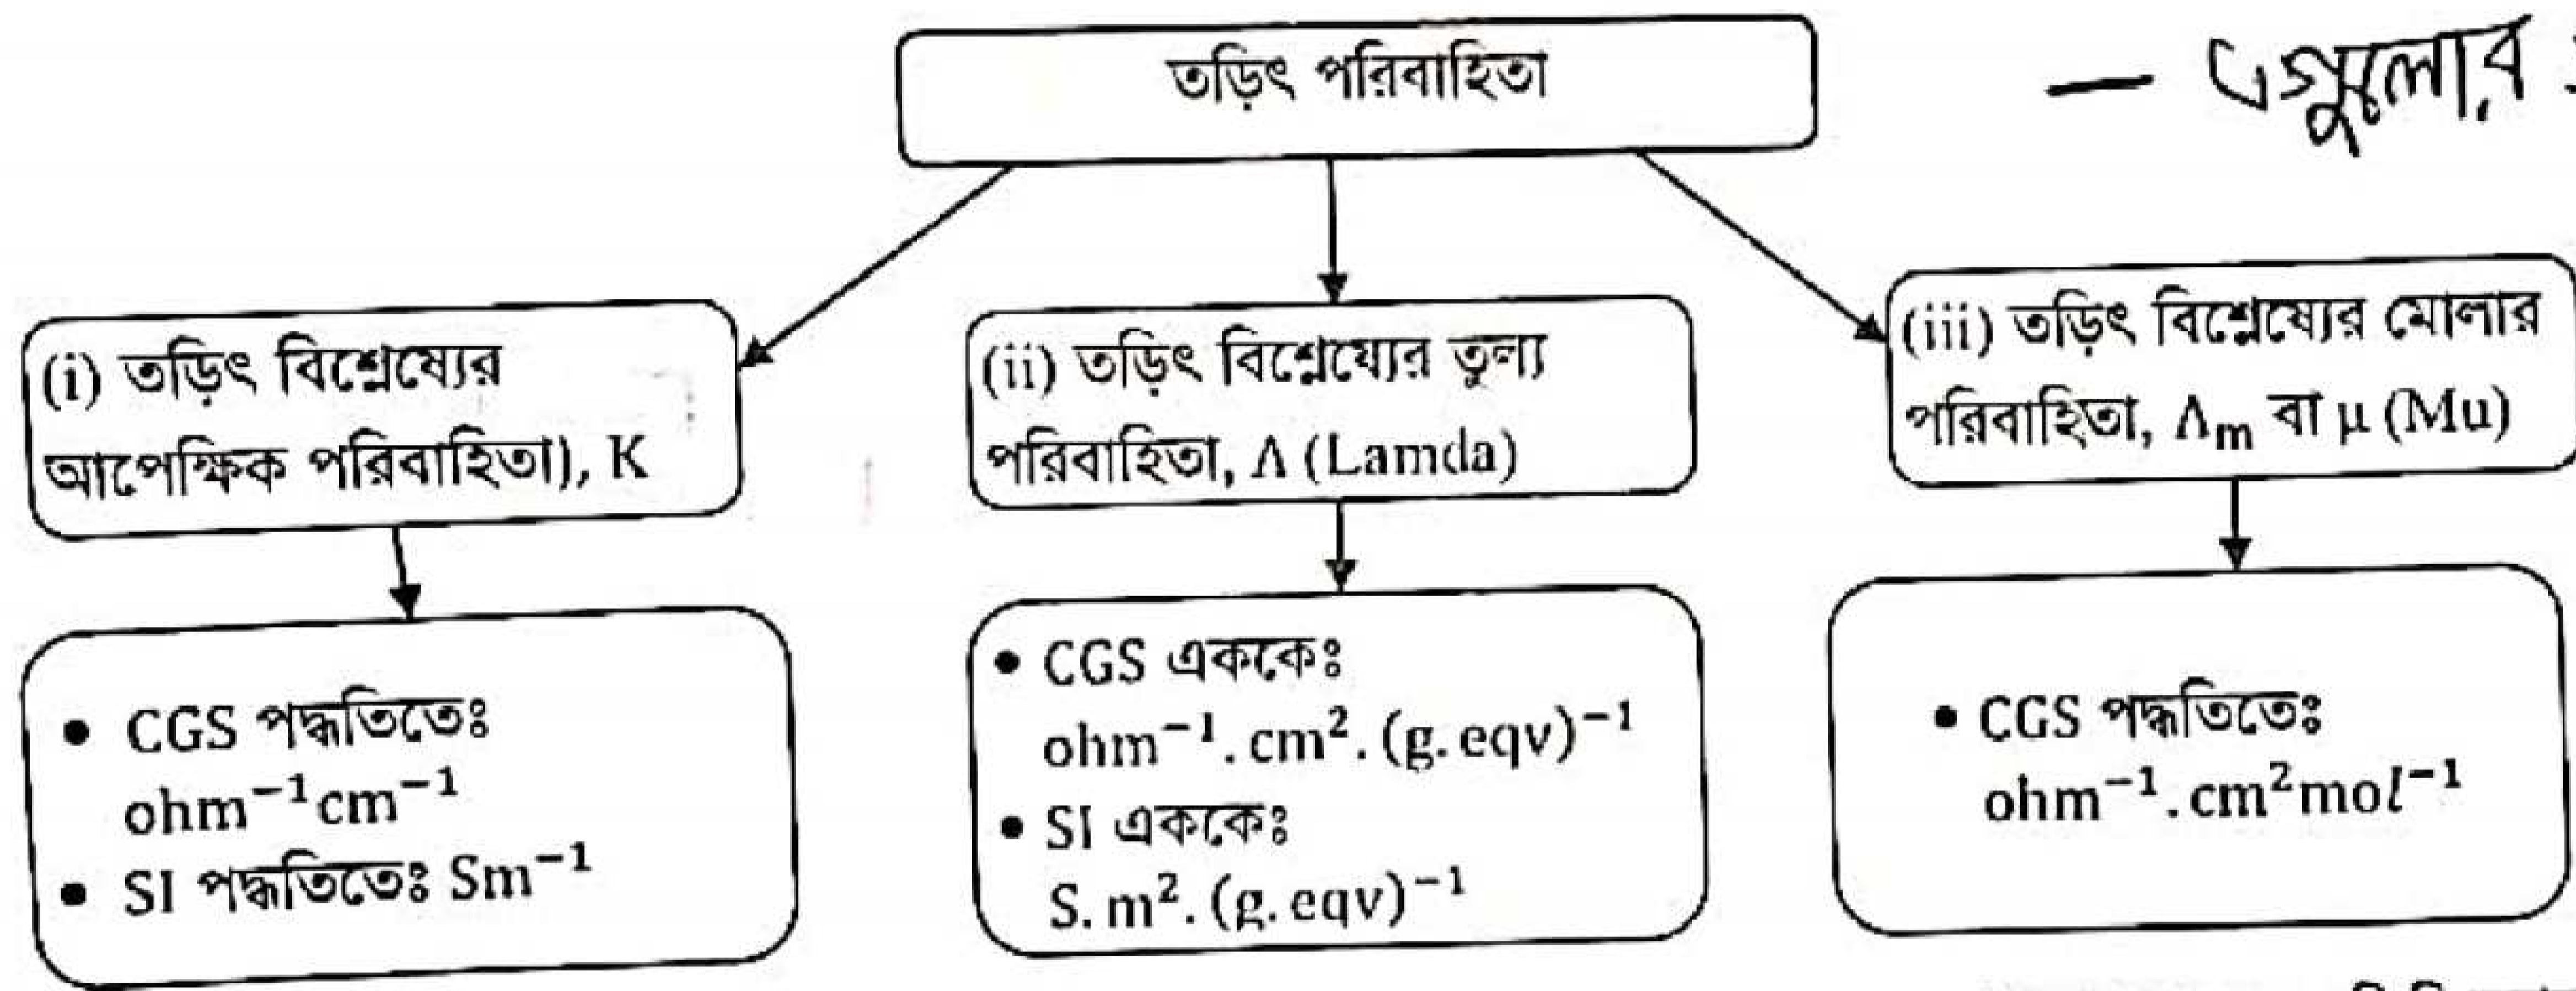 তড়িৎ পরিবাহিতা
— এগুলোর
(i) তড়িৎ বিশ্লেষ্যের
আপেক্ষিক পরিবাহিতা), K
(ii) তড়িৎ বিশ্লেষ্যের তুল্য
পরিবাহিতা, Λ (Lamda)
(iii) তড়িৎ বিশ্লেষ্যের মোলার
পরিবাহিতা, Λₘ বা μ (Mu)
• CGS পদ্ধতিতেঃ
ohm⁻¹cm⁻¹
• SI পদ্ধতিতেঃ Sm⁻¹
• CGS এককেঃ
ohm⁻¹.cm².(g.eqv)⁻¹
• SI এককেঃ
S.m².(g.eqv)⁻¹
• CGS পদ্ধতিতেঃ
ohm⁻¹.cm²mol⁻¹